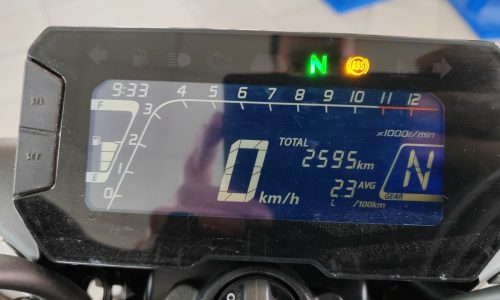 N ABS
9:33
F 3 4 5 6 7 8 9 10 11 12
SEL
×1000r/min
TOTAL
2 2595km
0 km/h
N
E 1 2.3 AVG
SET
L /100km
0 GEAR